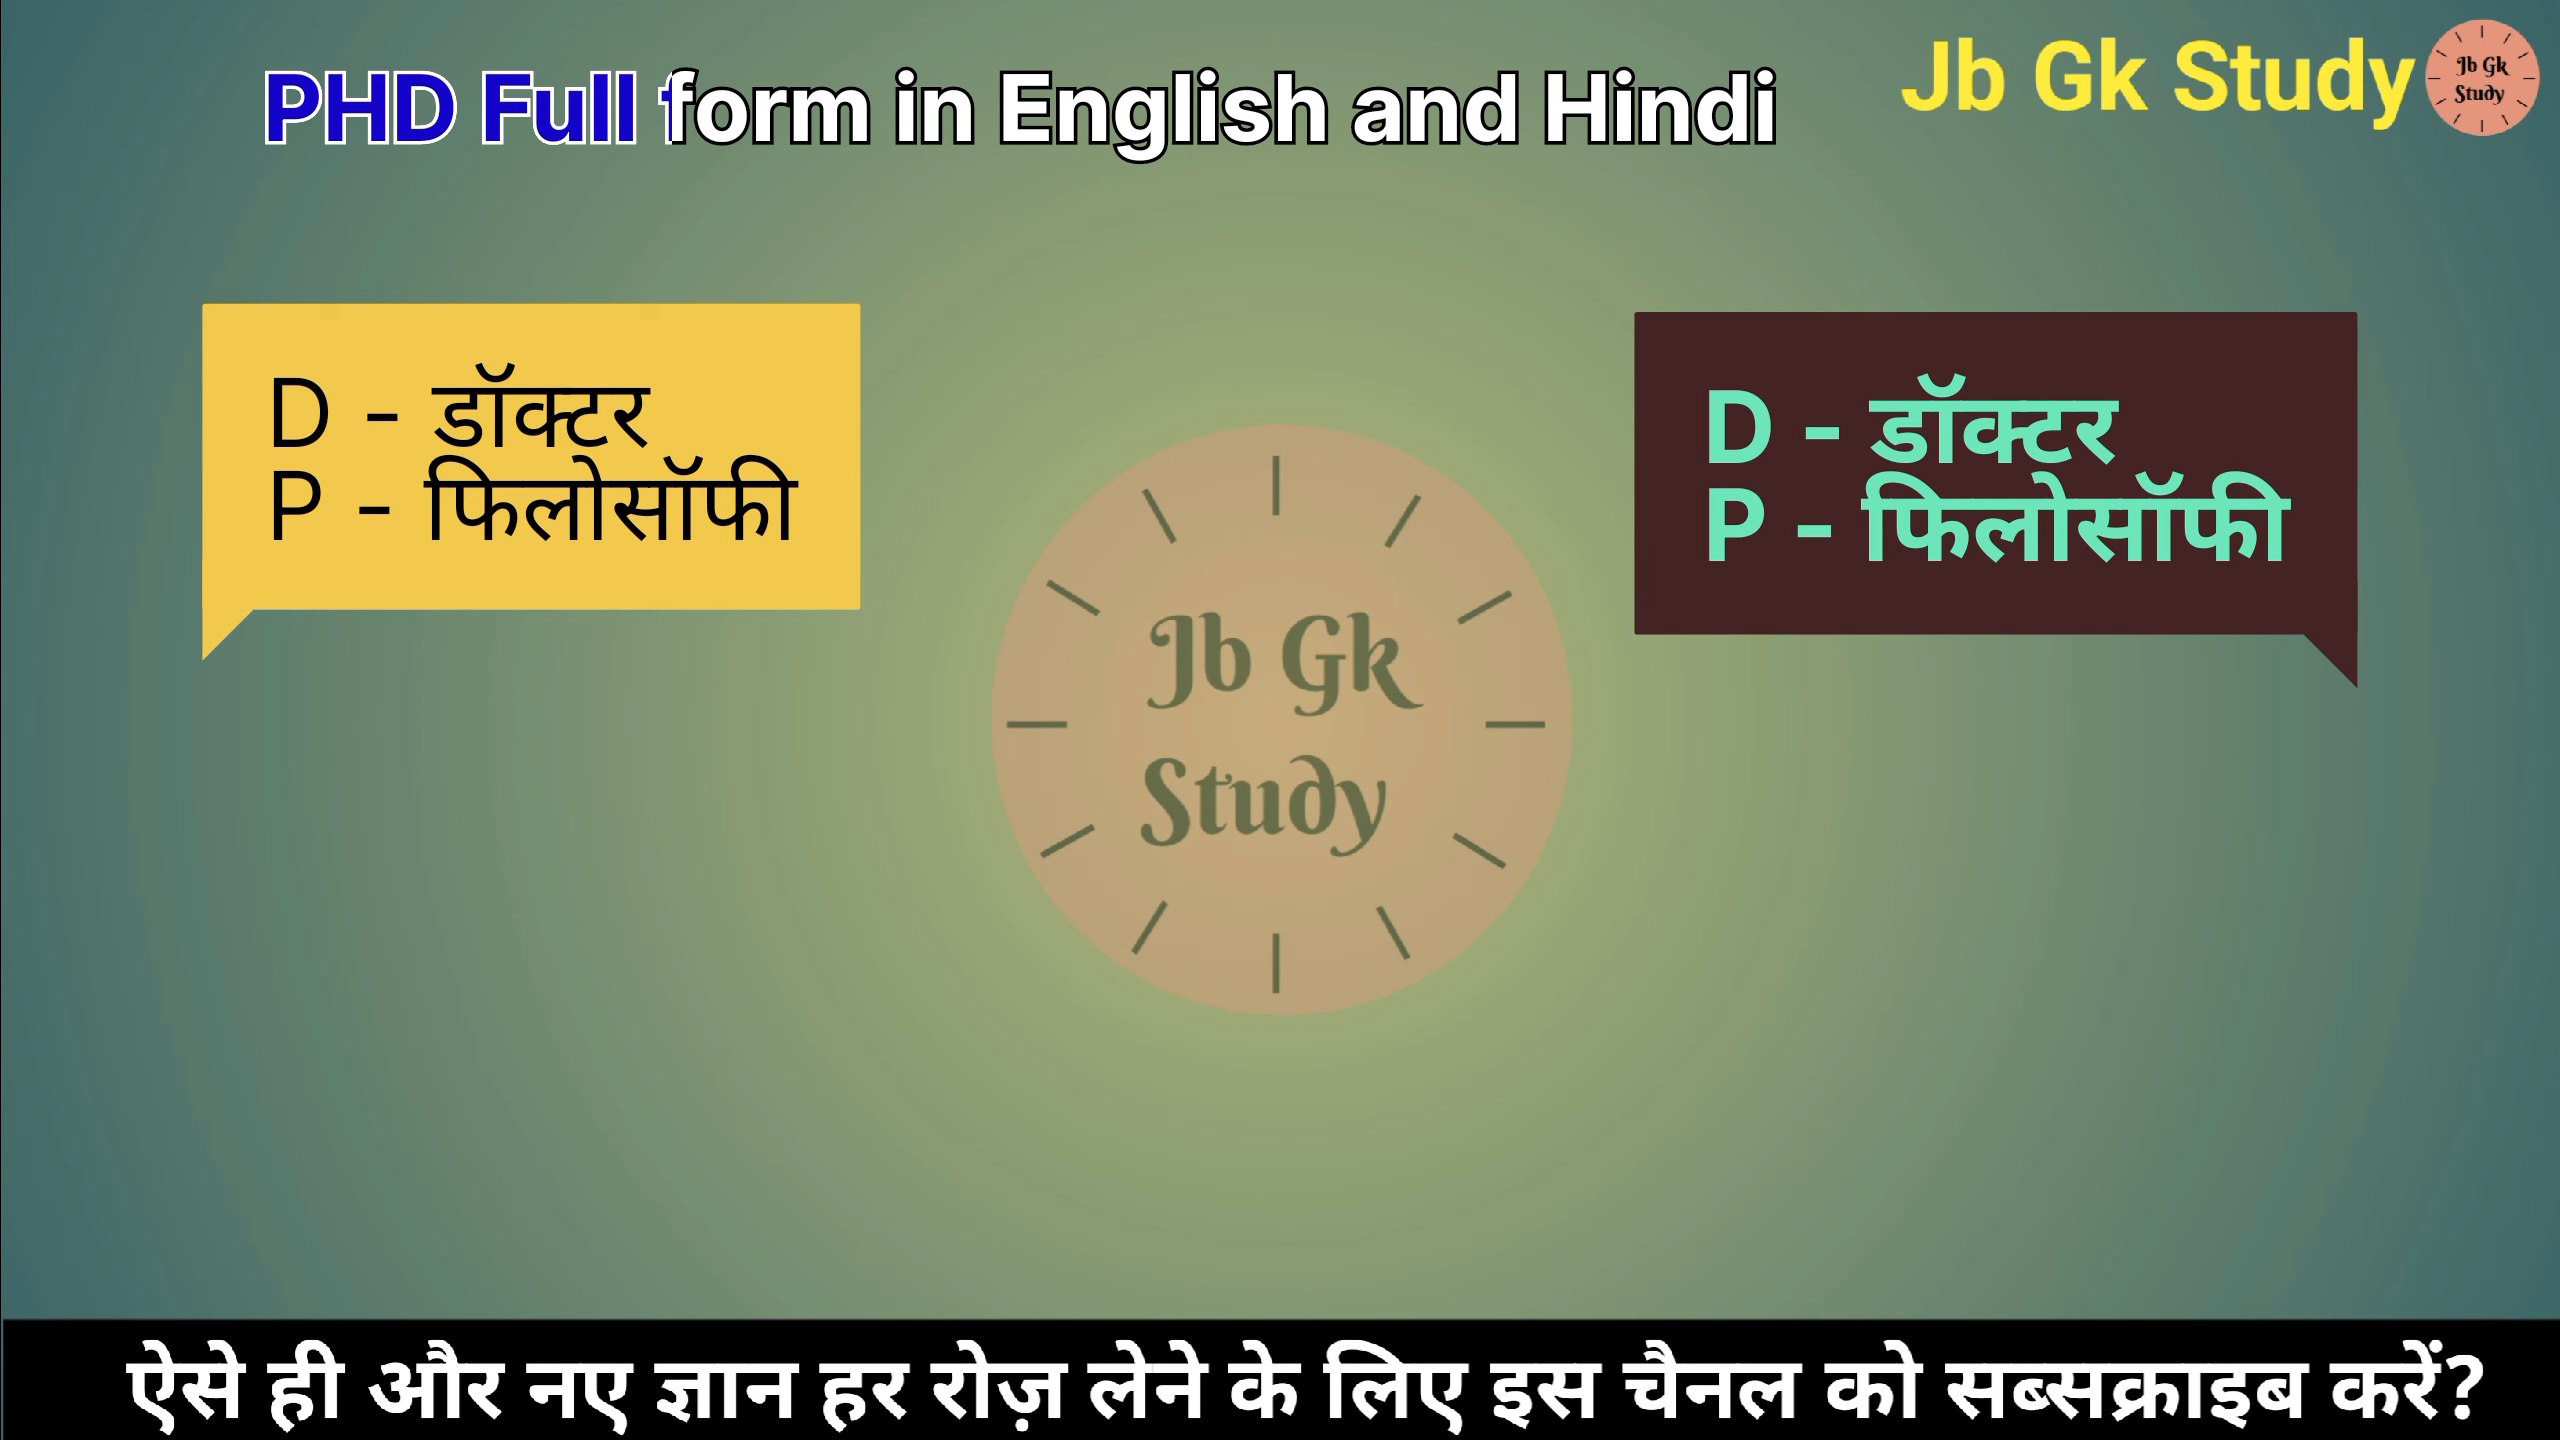 PHD Full form in English and Hindi
Jb Gk Study
Jb Gk
Study
D - डॉक्टर
P - फिलोसॉफी
D - डॉक्टर
P - फिलोसॉफी
Jb Gk
Study
ऐसे ही और नए ज्ञान हर रोज़ लेने के लिए इस चैनल को सब्सक्राइब करें?